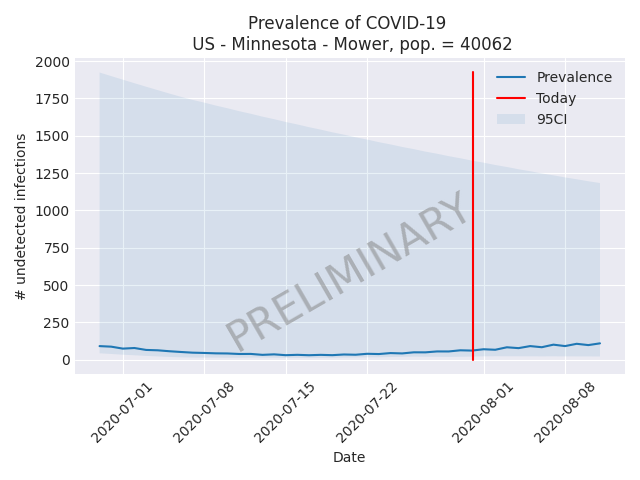 Prevalence of COVID-19
US - Minnesota - Mower, pop. = 40062
2000
1750
1500
1250
1000
750
500
250
0
# undetected infections
Prevalence
Today
95CI
PRELIMINARY
2020-07-01
2020-07-08
2020-07-15
2020-07-22
2020-08-01
2020-08-08
Date